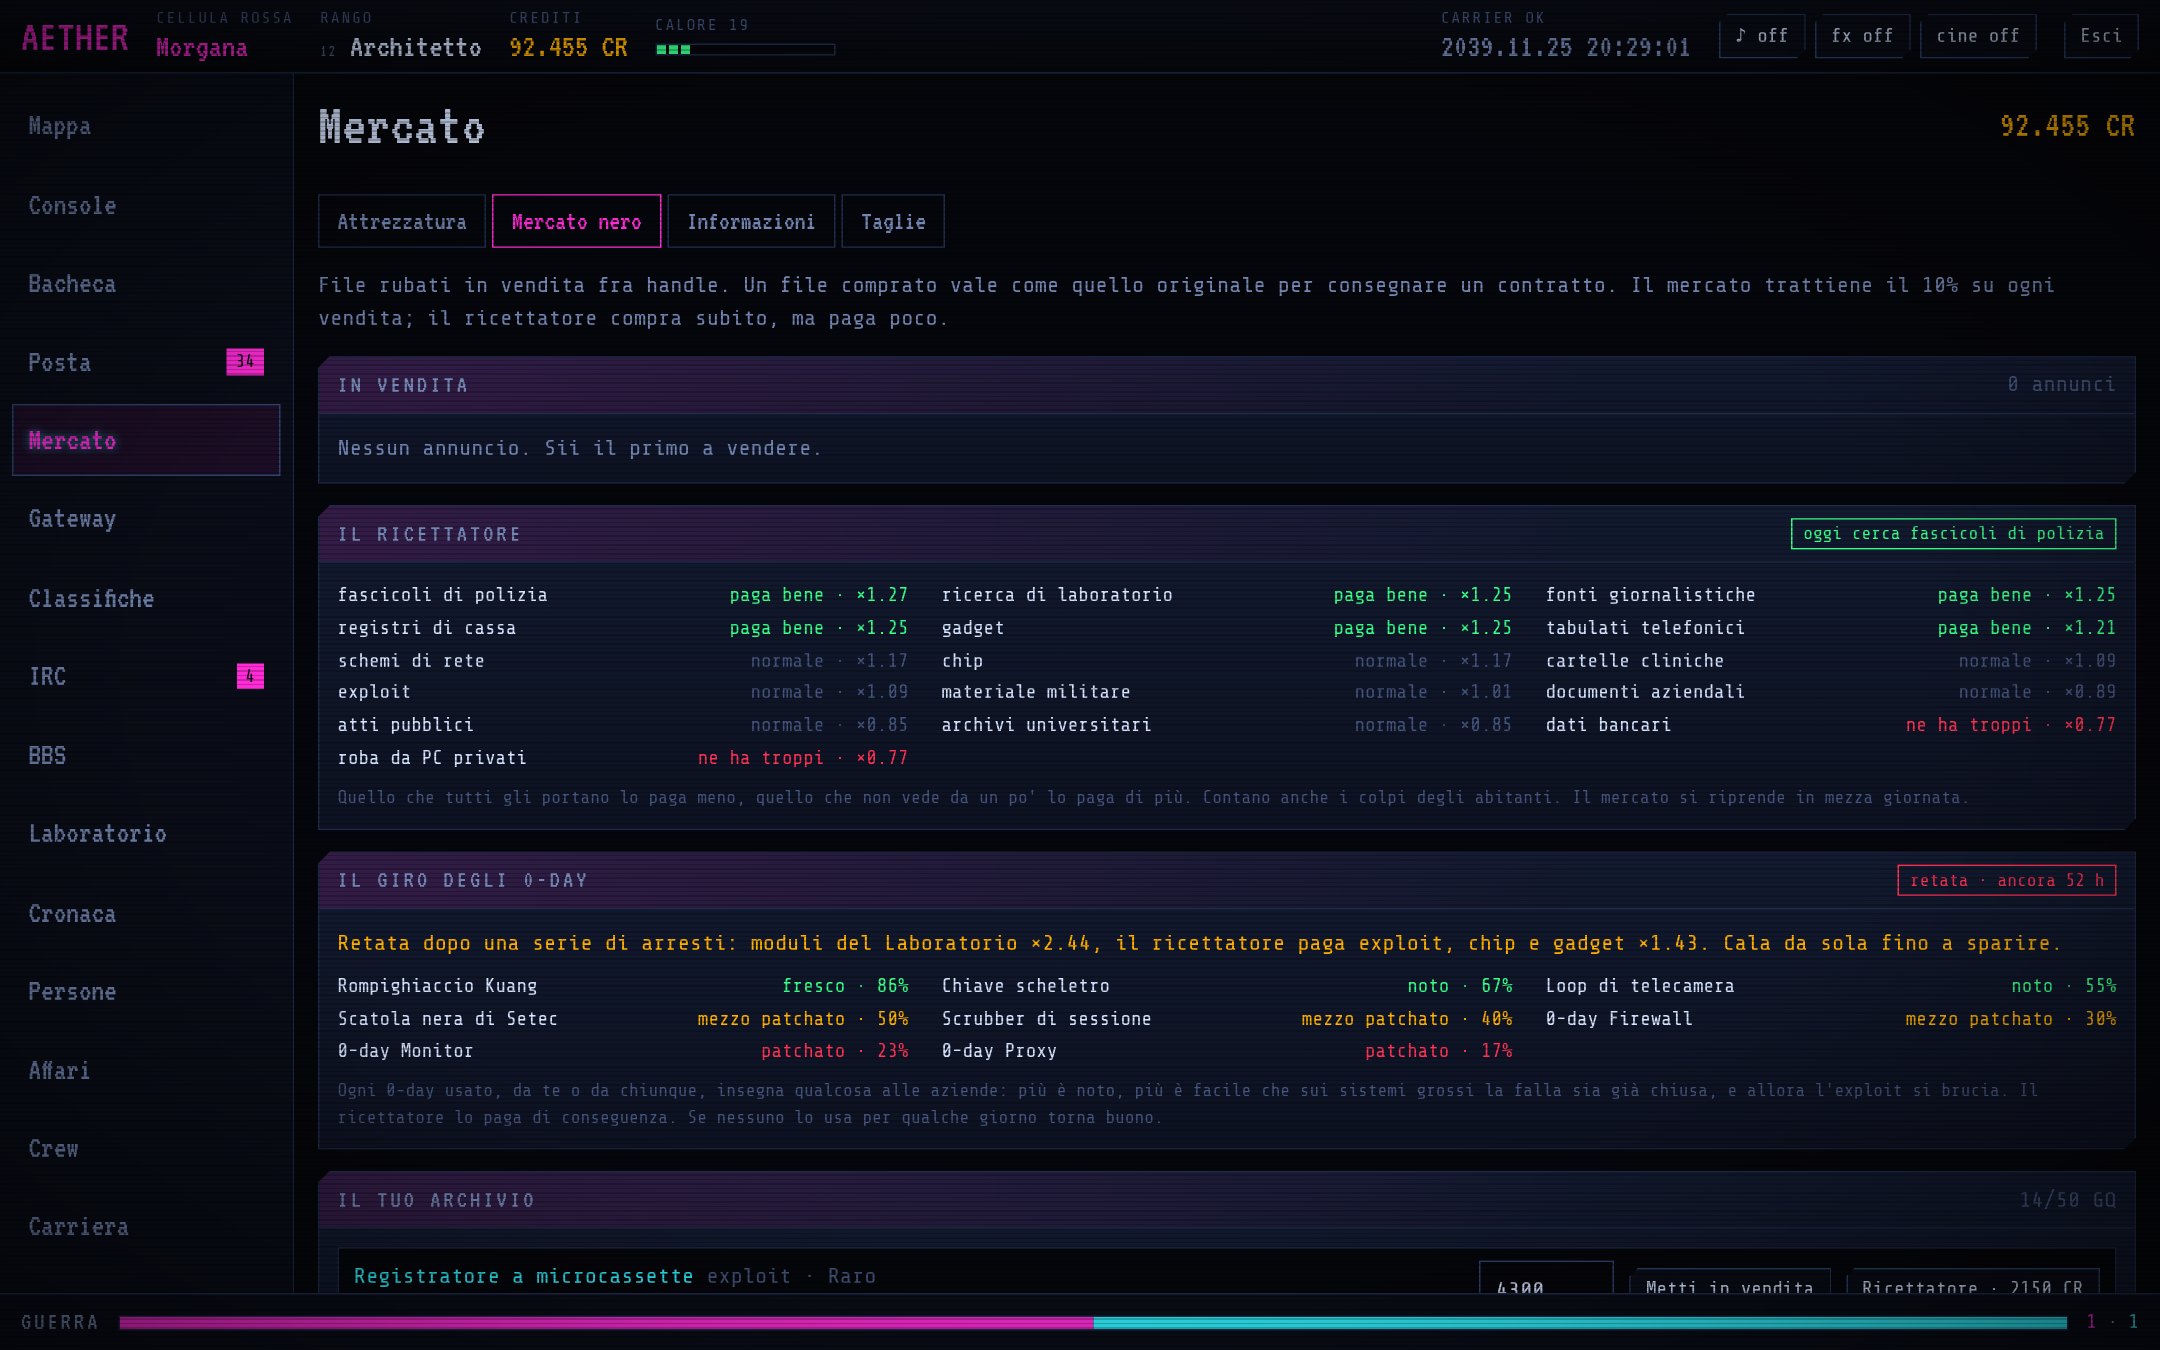 AETHER
CELLULA ROSSA
Morgana
RANGO
12 Architetto
CREDITI
92.455 CR
CALORE 19
CARRIER OK
2039.11.25 20:29:01
♪ off
fx off
cine off
Esci
Mappa
Console
Bacheca
Posta 34
Mercato
Gateway
Classifiche
IRC 4
BBS
Laboratorio
Cronaca
Persone
Affari
Crew
Carriera
Mercato
92.455 CR
Attrezzatura
Mercato nero
Informazioni
Taglie
File rubati in vendita fra handle. Un file comprato vale come quello originale per consegnare un contratto. Il mercato trattiene il 10% su ogni
vendita; il ricettatore compra subito, ma paga poco.
IN VENDITA
0 annunci
Nessun annuncio. Sii il primo a vendere.
IL RICETTATORE
oggi cerca fascicoli di polizia
fascicoli di polizia paga bene · ×1.27 ricerca di laboratorio paga bene · ×1.25 fonti giornalistiche paga bene · ×1.25
registri di cassa paga bene · ×1.25 gadget paga bene · ×1.25 tabulati telefonici paga bene · ×1.21
schemi di rete normale · ×1.17 chip normale · ×1.17 cartelle cliniche normale · ×1.09
exploit normale · ×1.09 materiale militare normale · ×1.01 documenti aziendali normale · ×0.89
atti pubblici normale · ×0.85 archivi universitari normale · ×0.85 dati bancari ne ha troppi · ×0.77
roba da PC privati ne ha troppi · ×0.77
Quello che tutti gli portano lo paga meno, quello che non vede da un po' lo paga di più. Contano anche i colpi degli abitanti. Il mercato si riprende in mezza giornata.
IL GIRO DEGLI 0-DAY
retata · ancora 52 h
Retata dopo una serie di arresti: moduli del Laboratorio ×2.44, il ricettatore paga exploit, chip e gadget ×1.43. Cala da sola fino a sparire.
Rompighiaccio Kuang fresco · 86% Chiave scheletro noto · 67% Loop di telecamera noto · 55%
Scatola nera di Setec mezzo patchato · 50% Scrubber di sessione mezzo patchato · 40% 0-day Firewall mezzo patchato · 30%
0-day Monitor patchato · 23% 0-day Proxy patchato · 17%
Ogni 0-day usato, da te o da chiunque, insegna qualcosa alle aziende: più è noto, più è facile che sui sistemi grossi la falla sia già chiusa, e allora l'exploit si brucia. Il
ricettatore lo paga di conseguenza. Se nessuno lo usa per qualche giorno torna buono.
IL TUO ARCHIVIO
14/50 GQ
Registratore a microcassette exploit · Raro
4300
Metti in vendita
Ricettatore · 2150 CR
GUERRA
1 · 1